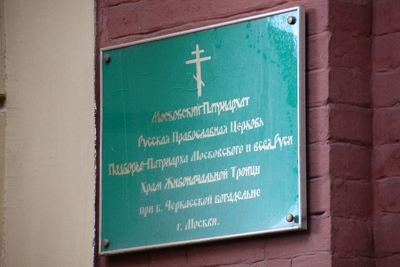 Московский Патриархат
Русская Православная Церковь
Подворье Патриарха Московского и всея Руси
Храм Живоначальной Троицы
при б. Черкасской богадельне
г. Москвы.